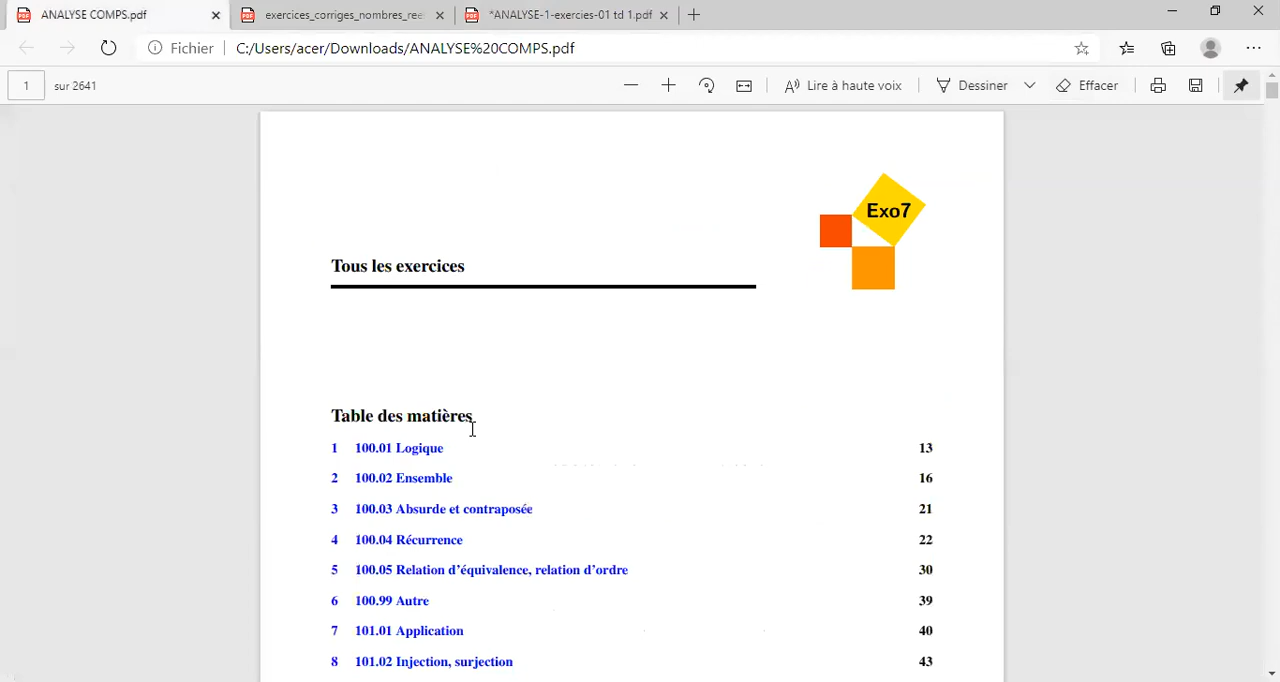 ANALYSE COMPS.pdf
exercices_corriges_nombres_ree
*ANALYSE-1-exercies-01 td 1.pdf
Fichier
C:/Users/acer/Downloads/ANALYSE%20COMPS.pdf
1 sur 2641
Lire à haute voix
Dessiner
Effacer
Exo7
Tous les exercices
Table des matières
1 100.01 Logique 13
2 100.02 Ensemble 16
3 100.03 Absurde et contraposée 21
4 100.04 Récurrence 22
5 100.05 Relation d'équivalence, relation d'ordre 30
6 100.99 Autre 39
7 101.01 Application 40
8 101.02 Injection, surjection 43